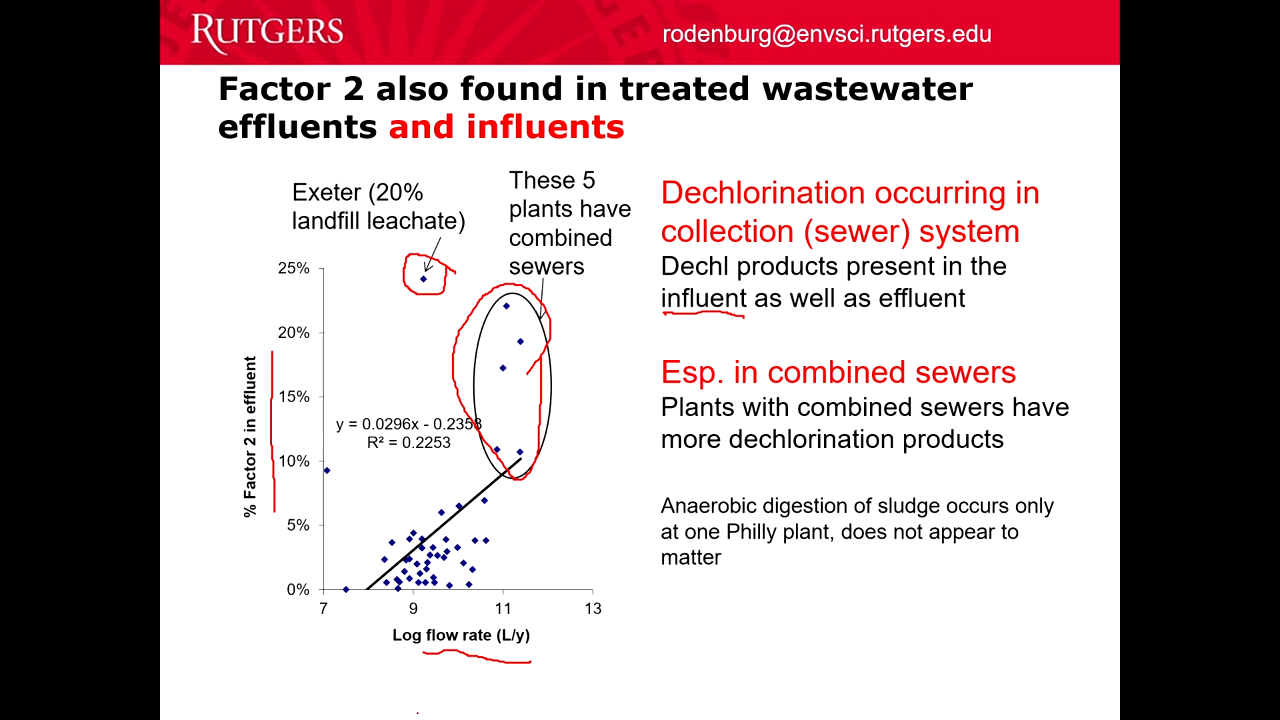 RUTGERS
rodenburg@envsci.rutgers.edu
Factor 2 also found in treated wastewater
effluents and influents
Exeter (20%
landfill leachate)
These 5
plants have
combined
sewers
25%
20%
15%
10%
5%
0%
% Factor 2 in effluent
y = 0.0296x - 0.2358
R² = 0.2253
7 9 11 13
Log flow rate (L/y)
Dechlorination occurring in
collection (sewer) system
Dechl products present in the
influent as well as effluent
Esp. in combined sewers
Plants with combined sewers have
more dechlorination products
Anaerobic digestion of sludge occurs only
at one Philly plant, does not appear to
matter